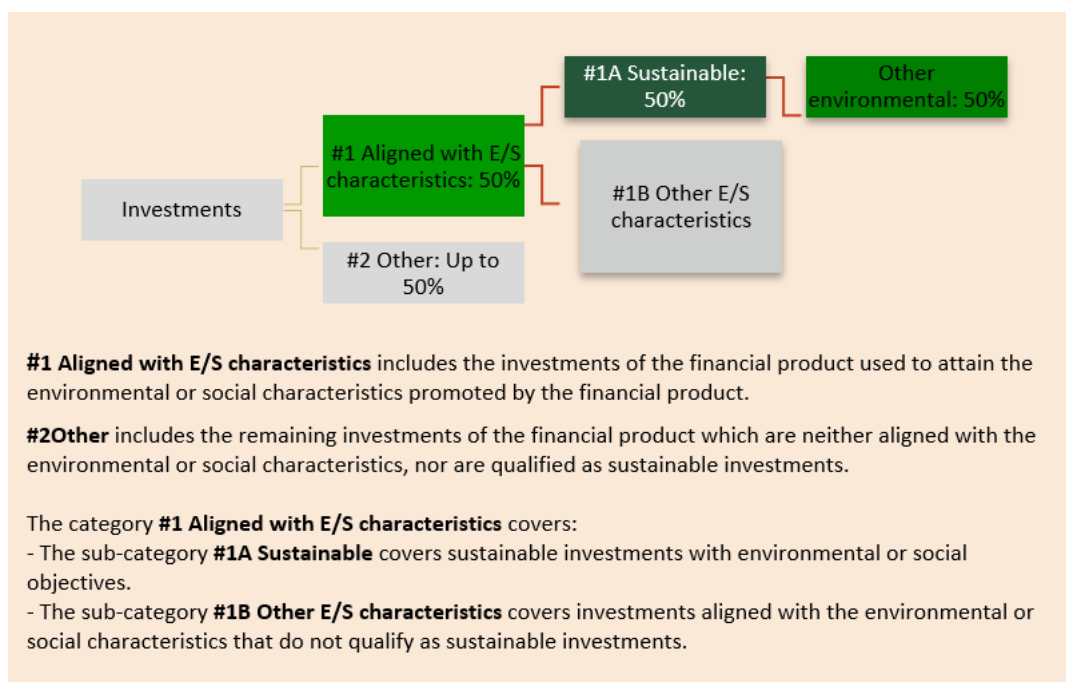 #1A Sustainable:
50%
Other
environmental: 50%
#1 Aligned with E/S
characteristics: 50%
Investments
#1B Other E/S
characteristics
#2 Other: Up to
50%
#1 Aligned with E/S characteristics includes the investments of the financial product used to attain the
environmental or social characteristics promoted by the financial product.
#2Other includes the remaining investments of the financial product which are neither aligned with the
environmental or social characteristics, nor are qualified as sustainable investments.
The category #1 Aligned with E/S characteristics covers:
- The sub-category #1A Sustainable covers sustainable investments with environmental or social
objectives.
- The sub-category #1B Other E/S characteristics covers investments aligned with the environmental or
social characteristics that do not qualify as sustainable investments.